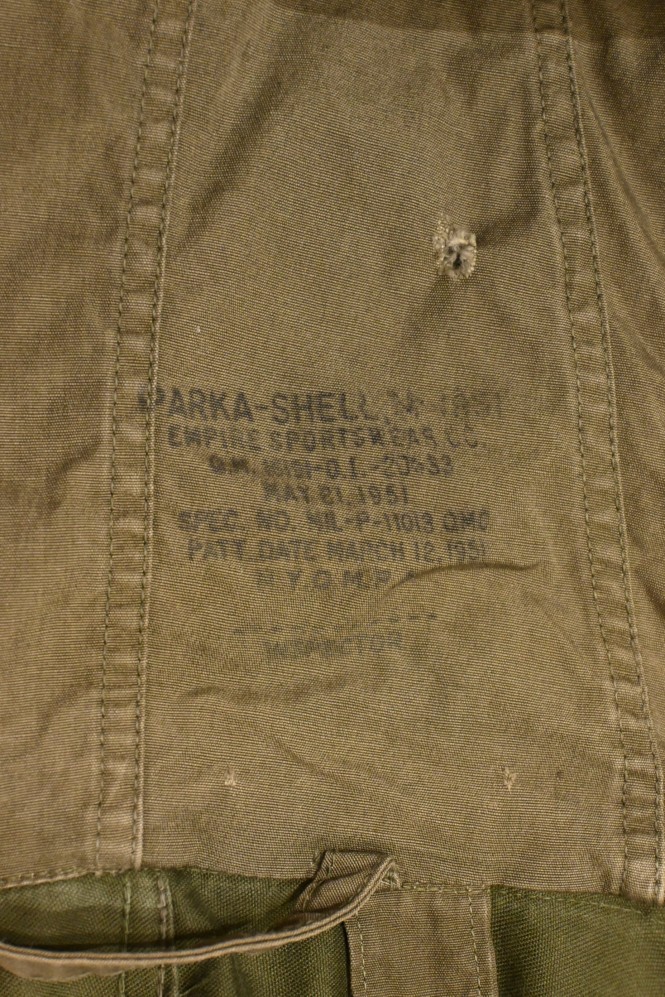 PARKA-SHELL, M-1951
EMPIRE SPORTSWEAR, CO.
MAY 21, 1951
SPEC. NO. MIL-P-11013 QMC
PATT. DATE MARCH 12, 1951
N Y Q M P A
INSPECTOR